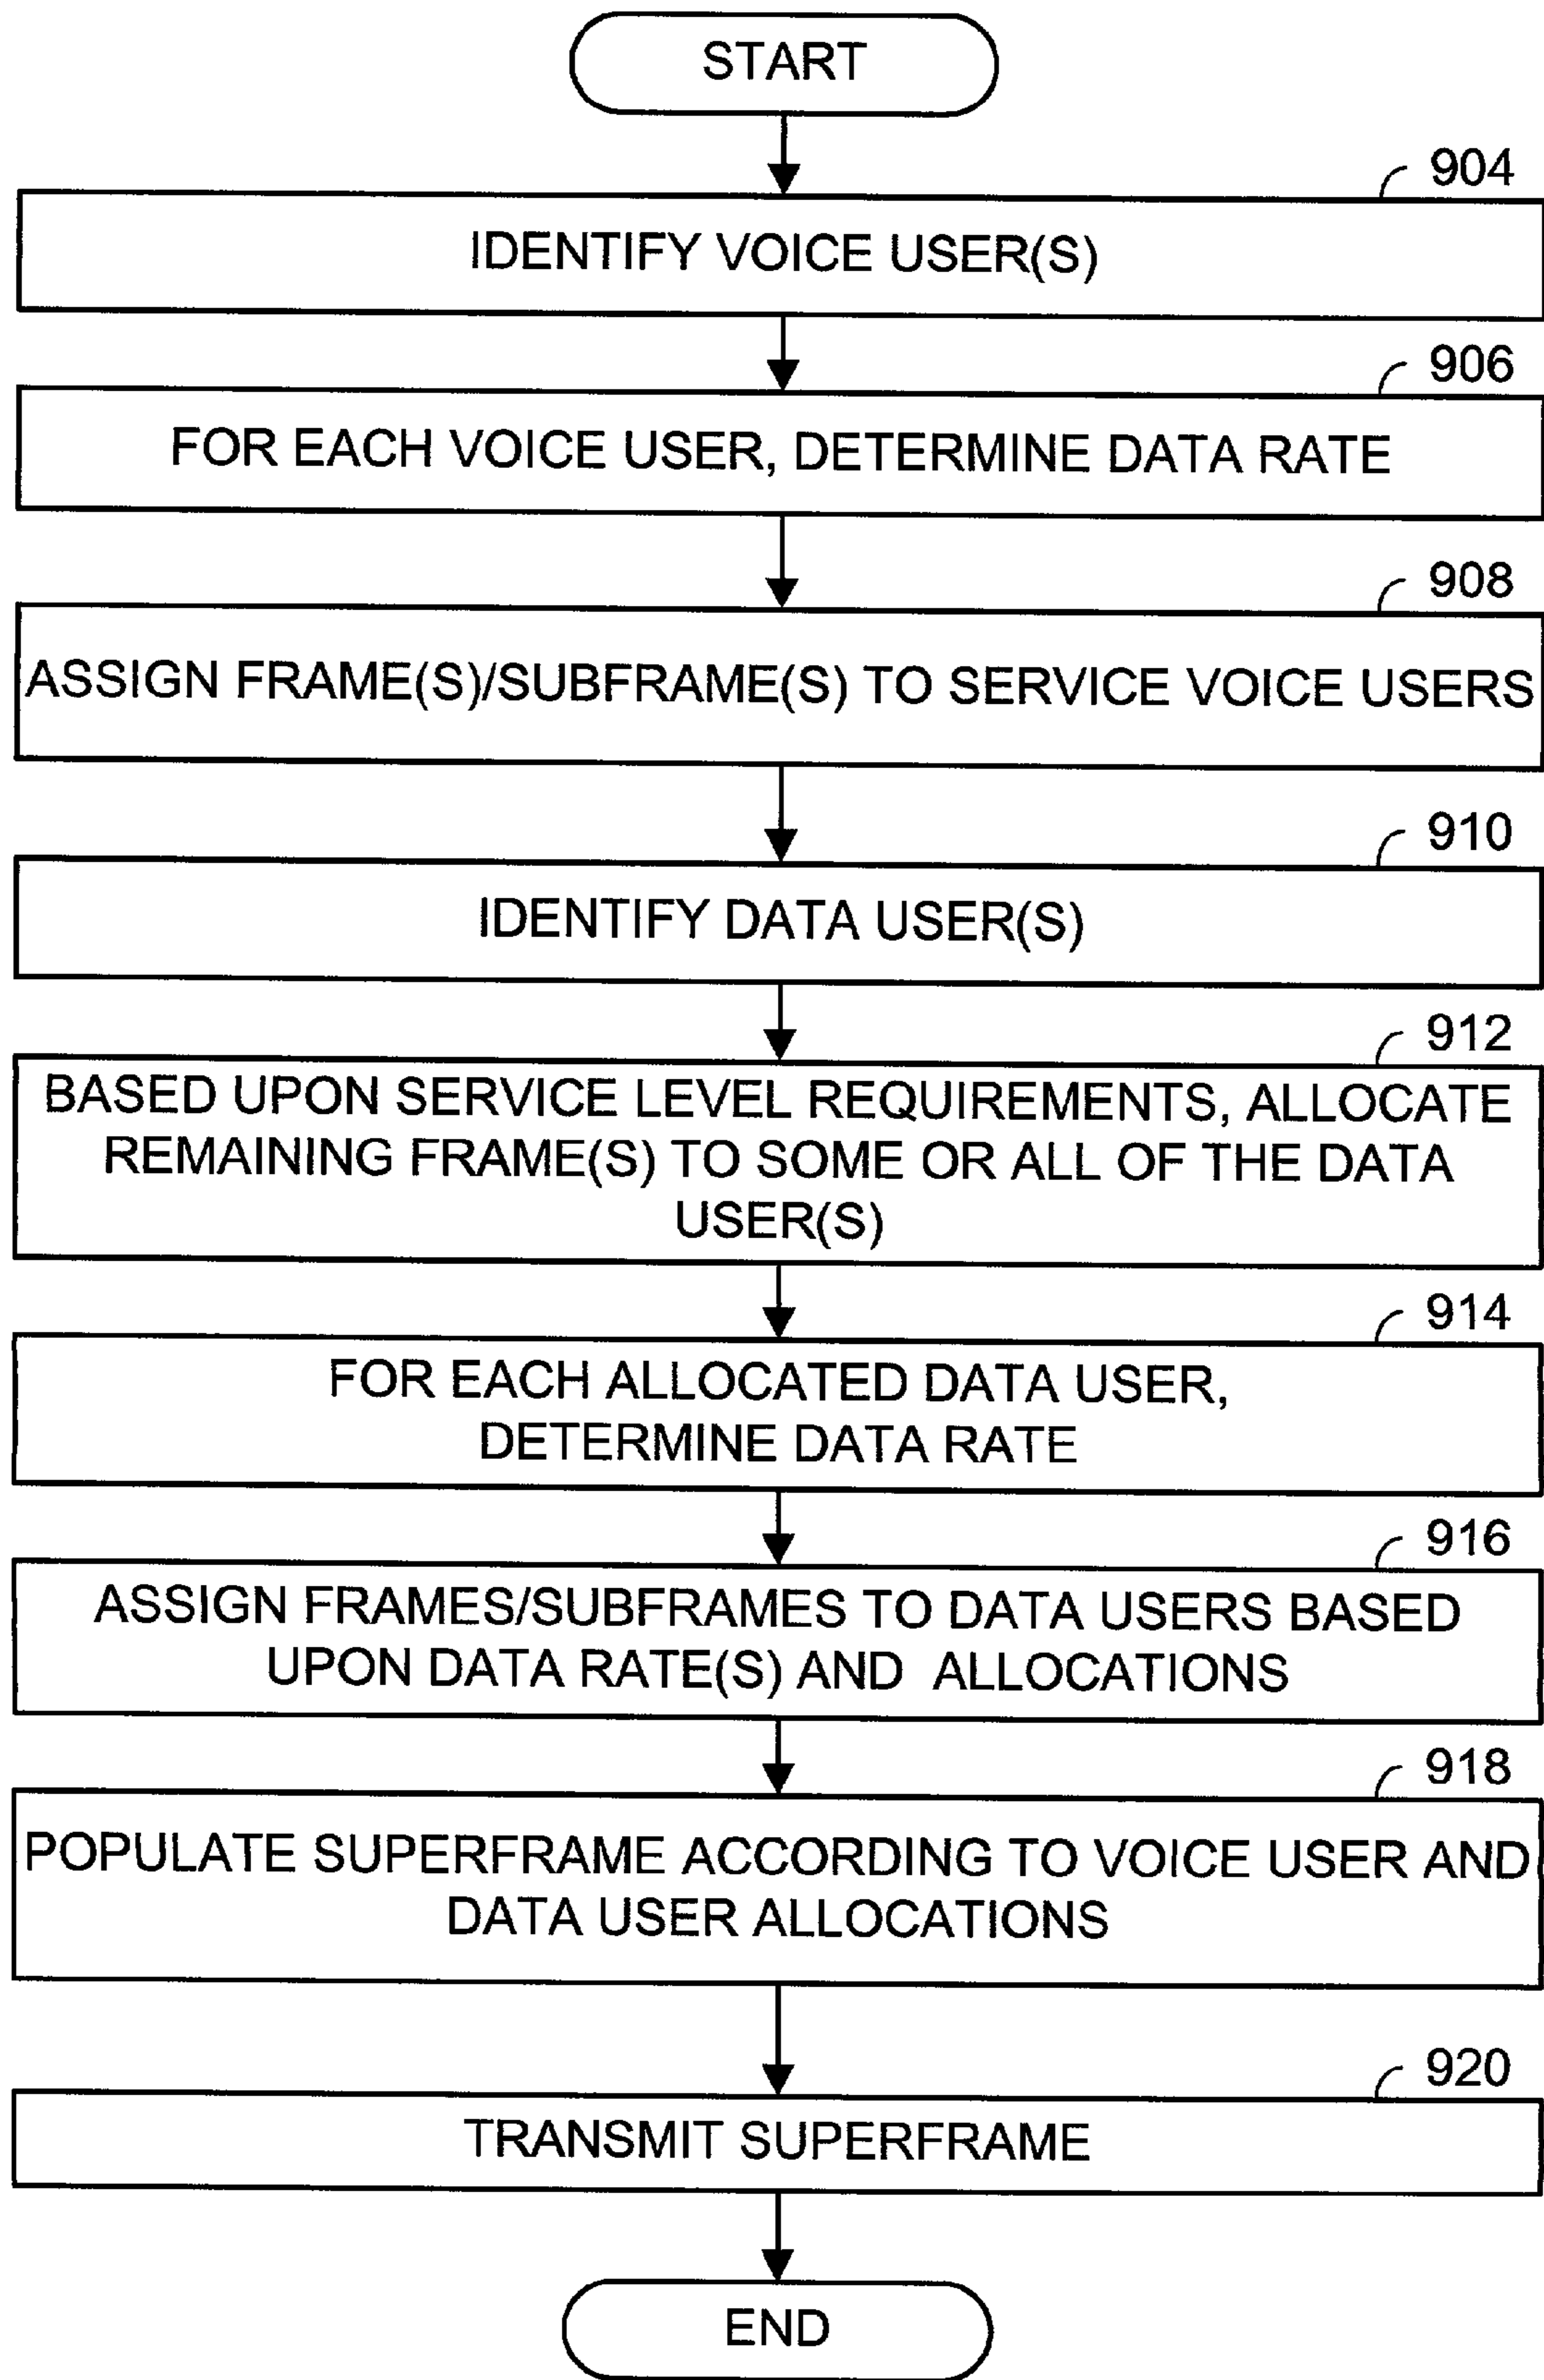 START
904
IDENTIFY VOICE USER(S)
906
FOR EACH VOICE USER, DETERMINE DATA RATE
908
ASSIGN FRAME(S)/SUBFRAME(S) TO SERVICE VOICE USERS
910
IDENTIFY DATA USER(S)
912
BASED UPON SERVICE LEVEL REQUIREMENTS, ALLOCATE
REMAINING FRAME(S) TO SOME OR ALL OF THE DATA
USER(S)
914
FOR EACH ALLOCATED DATA USER,
DETERMINE DATA RATE
916
ASSIGN FRAMES/SUBFRAMES TO DATA USERS BASED
UPON DATA RATE(S) AND ALLOCATIONS
918
POPULATE SUPERFRAME ACCORDING TO VOICE USER AND
DATA USER ALLOCATIONS
920
TRANSMIT SUPERFRAME
END